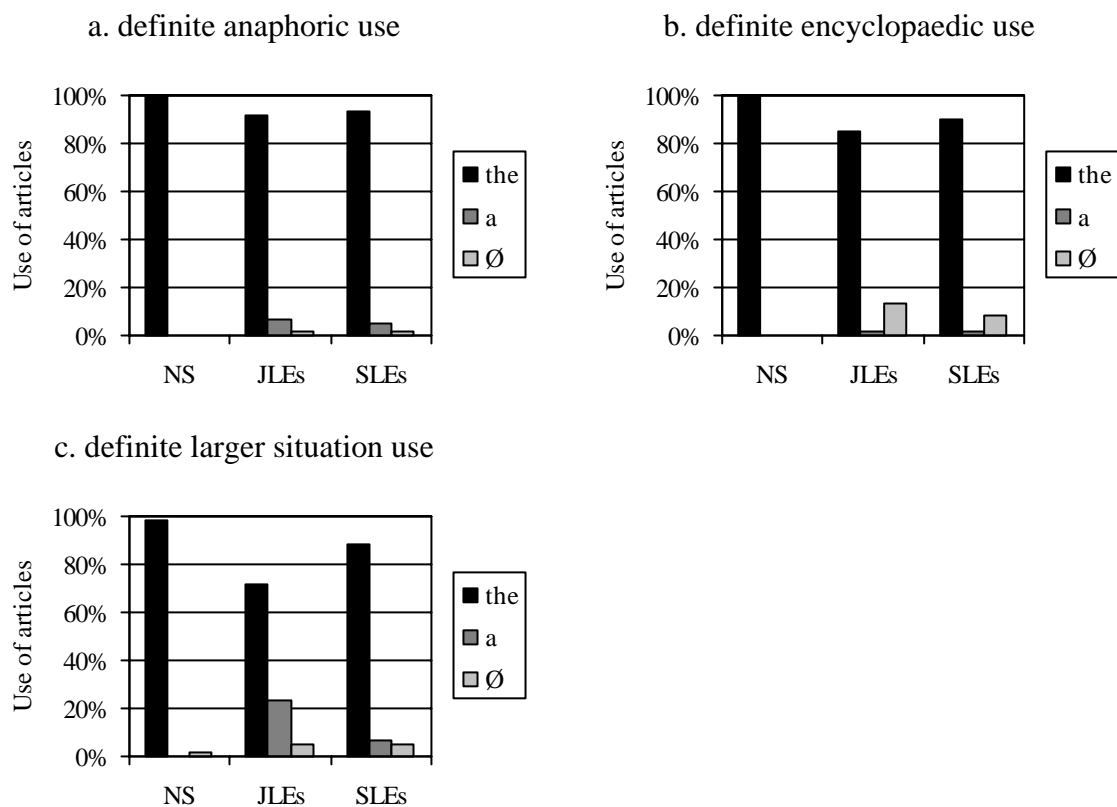 a. definite anaphoric use
100%
80%
60%
40%
20%
0%
Use of articles
NS JLEs SLEs
the
a
Ø
b. definite encyclopaedic use
100%
80%
60%
40%
20%
0%
Use of articles
NS JLEs SLEs
the
a
Ø
c. definite larger situation use
100%
80%
60%
40%
20%
0%
Use of articles
NS JLEs SLEs
the
a
Ø